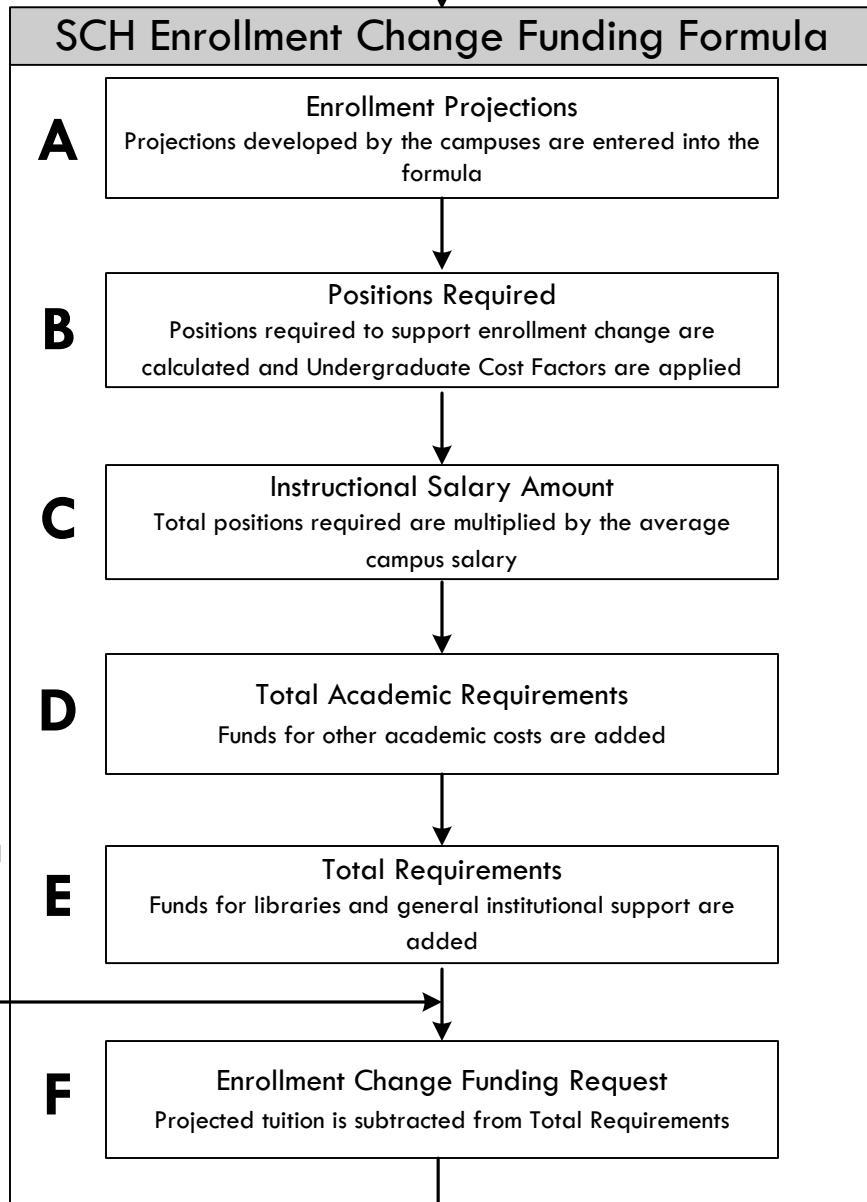 SCH Enrollment Change Funding Formula
A
Enrollment Projections
Projections developed by the campuses are entered into the
formula
B
Positions Required
Positions required to support enrollment change are
calculated and Undergraduate Cost Factors are applied
C
Instructional Salary Amount
Total positions required are multiplied by the average
campus salary
D
Total Academic Requirements
Funds for other academic costs are added
E
Total Requirements
Funds for libraries and general institutional support are
added
F
Enrollment Change Funding Request
Projected tuition is subtracted from Total Requirements